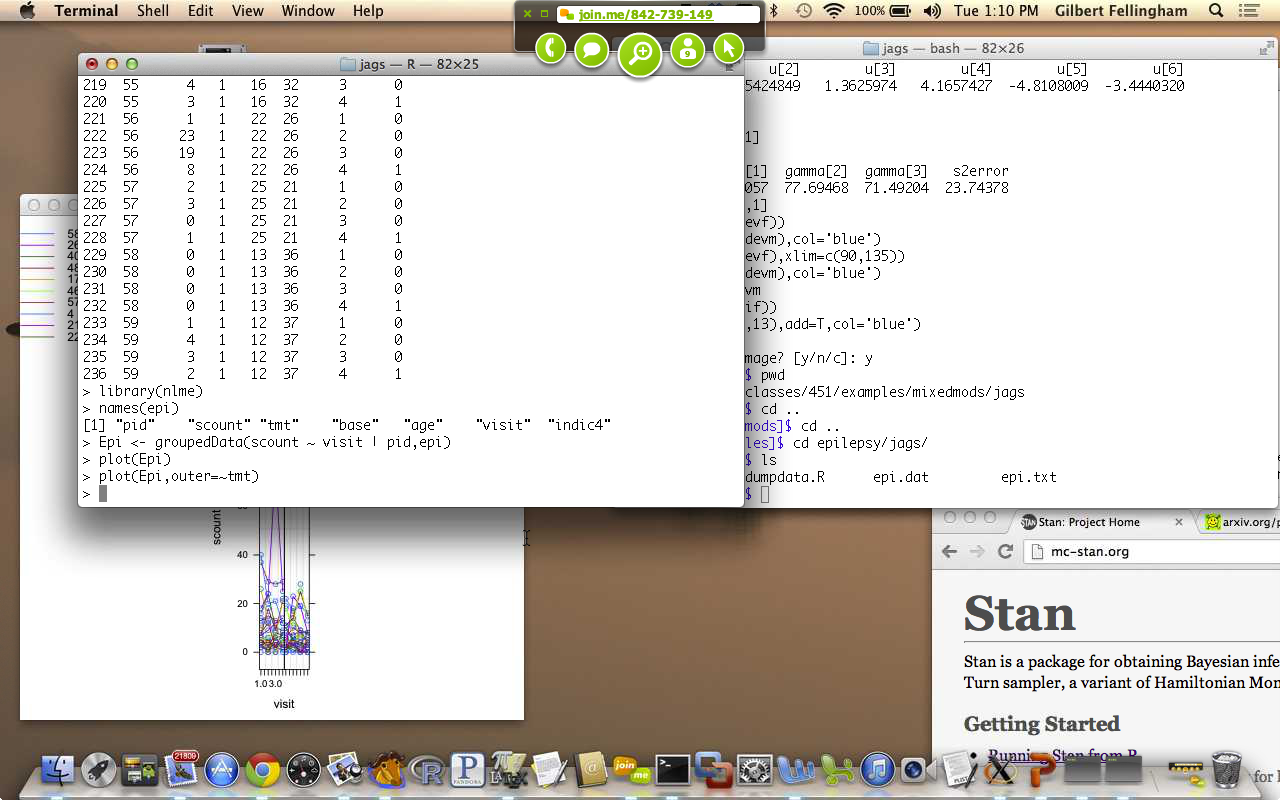 Terminal Shell Edit View Window Help
100% Tue 1:10 PM Gilbert Fellingham
join.me/842-739-149
jags — R — 82×25
219 55 4 1 16 32 3 0
220 55 3 1 16 32 4 1
221 56 1 1 22 26 1 0
222 56 23 1 22 26 2 0
223 56 19 1 22 26 3 0
224 56 8 1 22 26 4 1
225 57 2 1 25 21 1 0
226 57 3 1 25 21 2 0
227 57 0 1 25 21 3 0
228 57 1 1 25 21 4 1
229 58 0 1 13 36 1 0
230 58 0 1 13 36 2 0
231 58 0 1 13 36 3 0
232 58 0 1 13 36 4 1
233 59 1 1 12 37 1 0
234 59 4 1 12 37 2 0
235 59 3 1 12 37 3 0
236 59 2 1 12 37 4 1
> library(nlme)
> names(epi)
[1] "pid" "scount" "tmt" "base" "age" "visit" "indic4"
> Epi <- groupedData(scount ~ visit | pid,epi)
> plot(Epi)
> plot(Epi,outer=~tmt)
>
jags — bash — 82×26
u[2] u[3] u[4] u[5] u[6]
5424849 1.3625974 4.1657427 -4.8108009 -3.4440320
1]
[1] gamma[2] gamma[3] s2error
057 77.69468 71.49204 23.74378
,1]
evf))
devm),col='blue')
evf),xlim=c(90,135))
devm),col='blue')
vm
if))
,13),add=T,col='blue')
mage? [y/n/c]: y
$ pwd
classes/451/examples/mixedmods/jags
$ cd ..
mods]$ cd ..
les]$ cd epilepsy/jags/
$ ls
dumpdata.R epi.dat epi.txt
$
58
26
40
48
17
46
57
4
21
22
scount
40
20
0
1.03.0
visit
Stan: Project Home
arxiv.org/p
mc-stan.org
Stan
Stan is a package for obtaining Bayesian infe
Turn sampler, a variant of Hamiltonian Mon
Getting Started
Running Stan from R
for l
21809
PANDORA
join me
PLIST